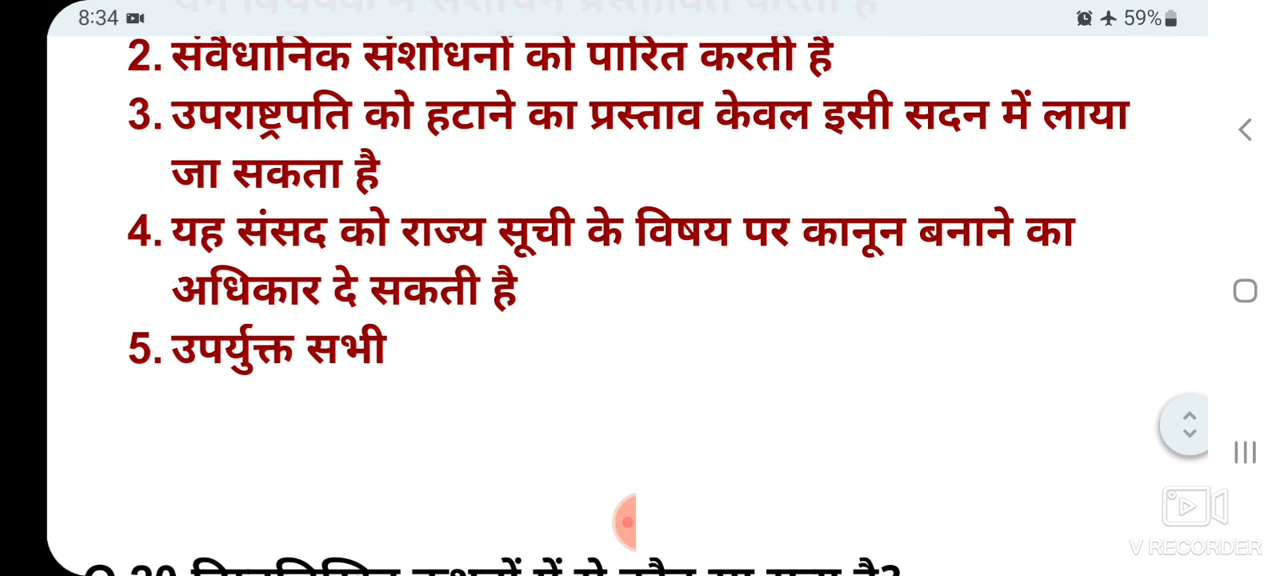 8:34 59%
2. संवैधानिक संशोधनों को पारित करती है
3. उपराष्ट्रपति को हटाने का प्रस्ताव केवल इसी सदन में लाया
जा सकता है
4. यह संसद को राज्य सूची के विषय पर कानून बनाने का
अधिकार दे सकती है
5. उपर्युक्त सभी
V RECORDER